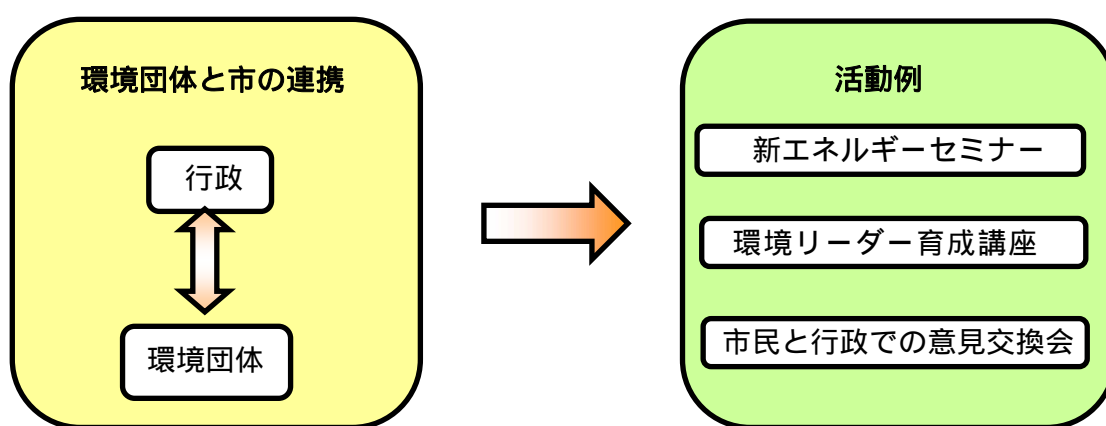 環境団体と市の連携
行政
環境団体
活動例
新エネルギーセミナー
環境リーダー育成講座
市民と行政での意見交換会